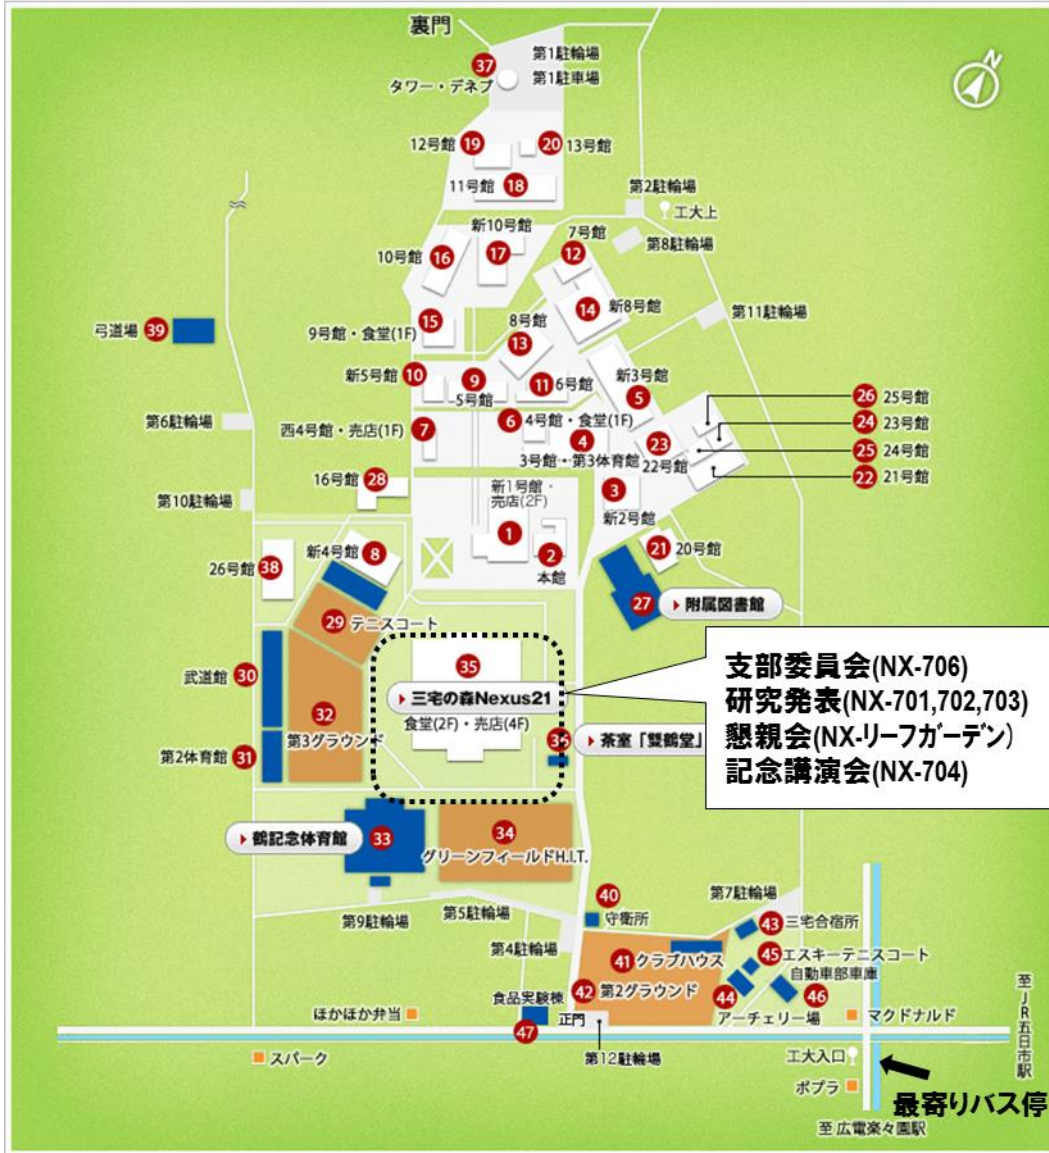 裏門
第1駐輪場
37
第1駐車場
タワー・デネブ
N
12号館 19
20 13号館
11号館 18
第2駐輪場
工大上
新10号館
7号館
第8駐輪場
10号館 16
17
12
新8号館
14
第11駐輪場
弓道場 39
15
9号館・食堂(1F)
8号館
13
新5号館 10
9
5号館
11 6号館
新3号館
5
26 25号館
24 23号館
25 24号館
22 21号館
第6駐輪場
西4号館・売店(1F) 7
6 4号館・食堂(1F)
4
3号館・第3体育館
23
22号館
16号館 28
第10駐輪場
新1号館・
売店(2F)
3
新2号館
1
2
本館
21 20号館
新4号館 8
26号館 38
27 附属図書館
29 テニスコート
武道館 30
32
第3グラウンド
第2体育館 31
35
三宅の森Nexus21
食堂(2F)・売店(4F)
36 茶室「雙鶴堂」
支部委員会(NX-706)
研究発表(NX-701,702,703)
懇親会(NX-リーフガーデン)
記念講演会(NX-704)
鶴記念体育館 33
34
グリーンフィールドH.I.T.
第9駐輪場
第5駐輪場
第4駐輪場
40
守衛所
第7駐輪場
43 三宅合宿所
41 クラブハウス
45 エスキーテニスコート
自動車部車庫
42 第2グラウンド
44
アーチェリー場
46
食品実験棟
47
正門
第12駐輪場
ほかほか弁当
スパーク
マクドナルド
工大入口
ポプラ
至JR五日市駅
最寄りバス停
至 広電楽々園駅